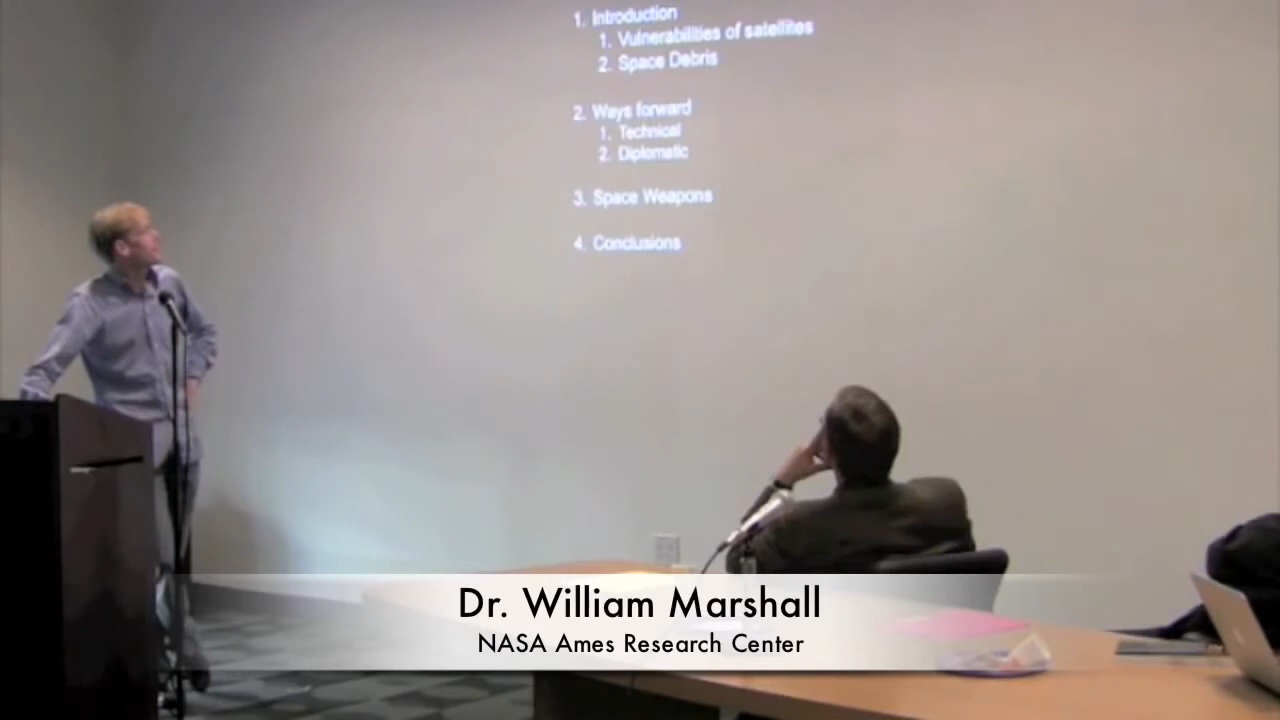 1. Introduction
1. Vulnerabilities of satellites
2. Space Debris
2. Ways forward
1. Technical
2. Diplomatic
3. Space Weapons
4. Conclusions
Dr. William Marshall
NASA Ames Research Center